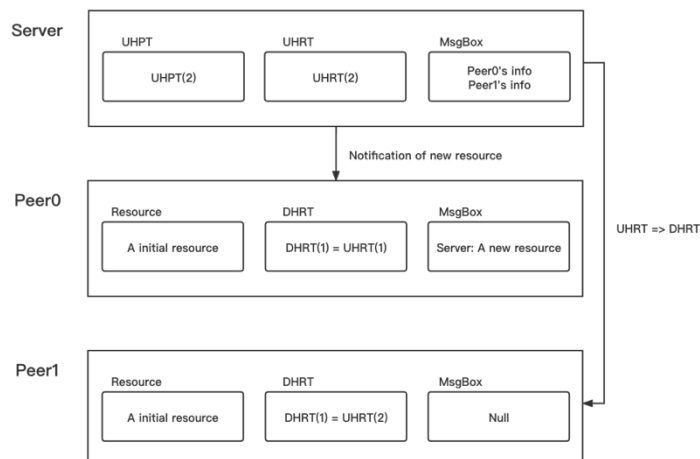 Server
UHPT
UHRT
MsgBox
UHPT(2)
UHRT(2)
Peer0's info
Peer1's info
Notification of new resource
Peer0
Resource
DHRT
MsgBox
A initial resource
DHRT(1) = UHRT(1)
Server: A new resource
UHRT => DHRT
Peer1
Resource
DHRT
MsgBox
A initial resource
DHRT(1) = UHRT(2)
Null